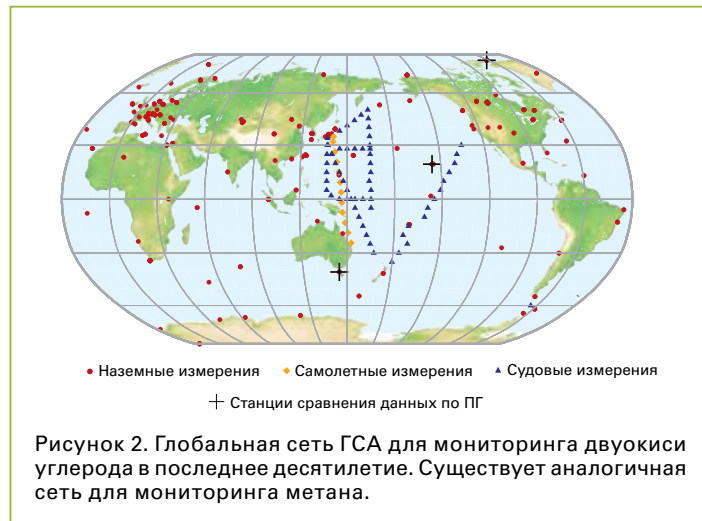 Наземные измерения Самолетные измерения Судовые измерения
Станции сравнения данных по ПГ
Рисунок 2. Глобальная сеть ГСА для мониторинга двуокиси
углерода в последнее десятилетие. Существует аналогичная
сеть для мониторинга метана.